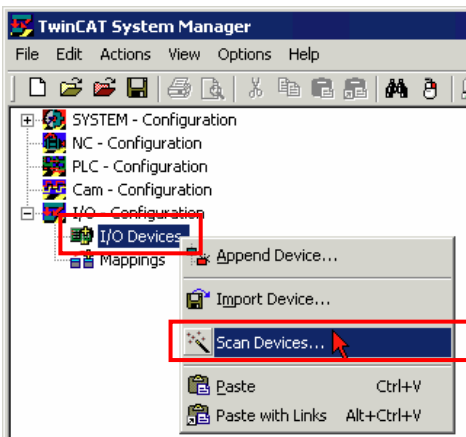 TwinCAT System Manager
File Edit Actions View Options Help
SYSTEM - Configuration
NC - Configuration
PLC - Configuration
Cam - Configuration
I/O - Configuration
I/O Devices
Mappings
Append Device...
Import Device...
Scan Devices...
Paste Ctrl+V
Paste with Links Alt+Ctrl+V